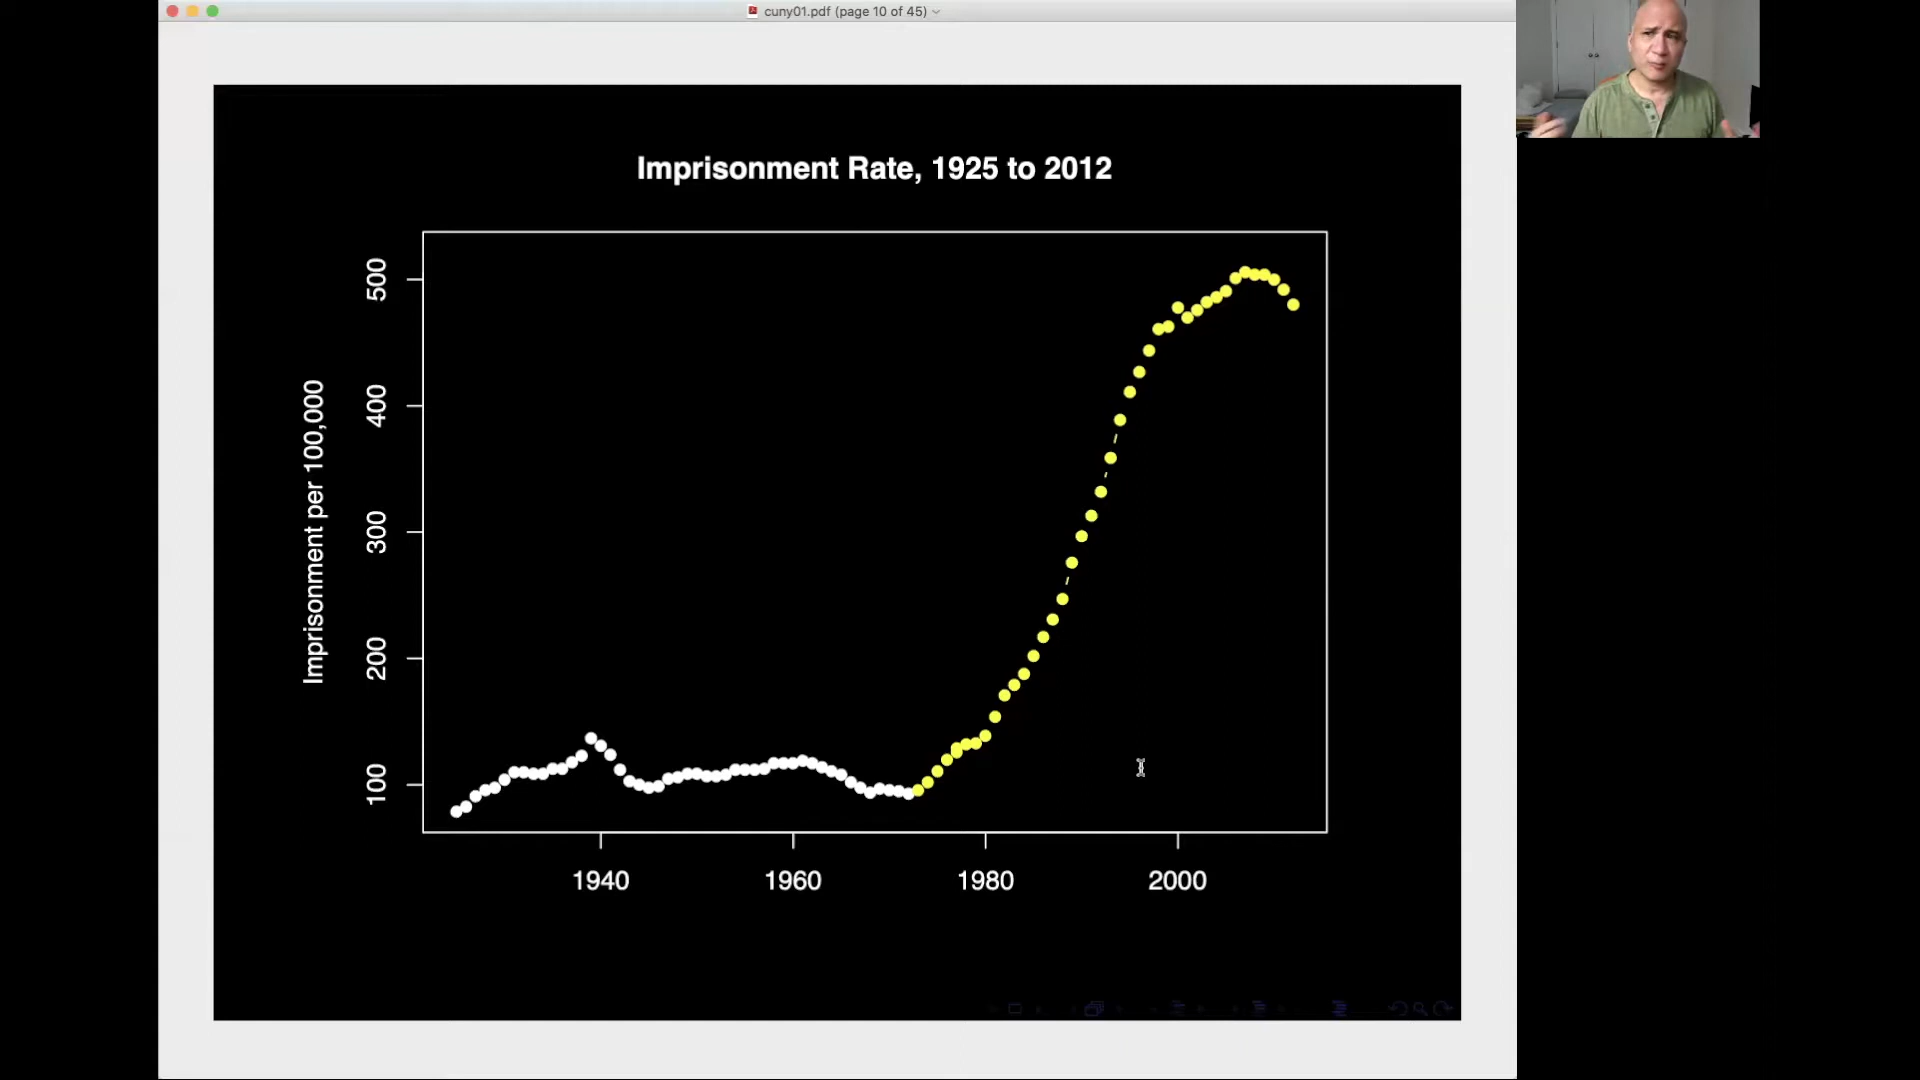 cuny01.pdf (page 10 of 45)
Imprisonment Rate, 1925 to 2012
Imprisonment per 100,000
500
400
300
200
100
1940 1960 1980 2000